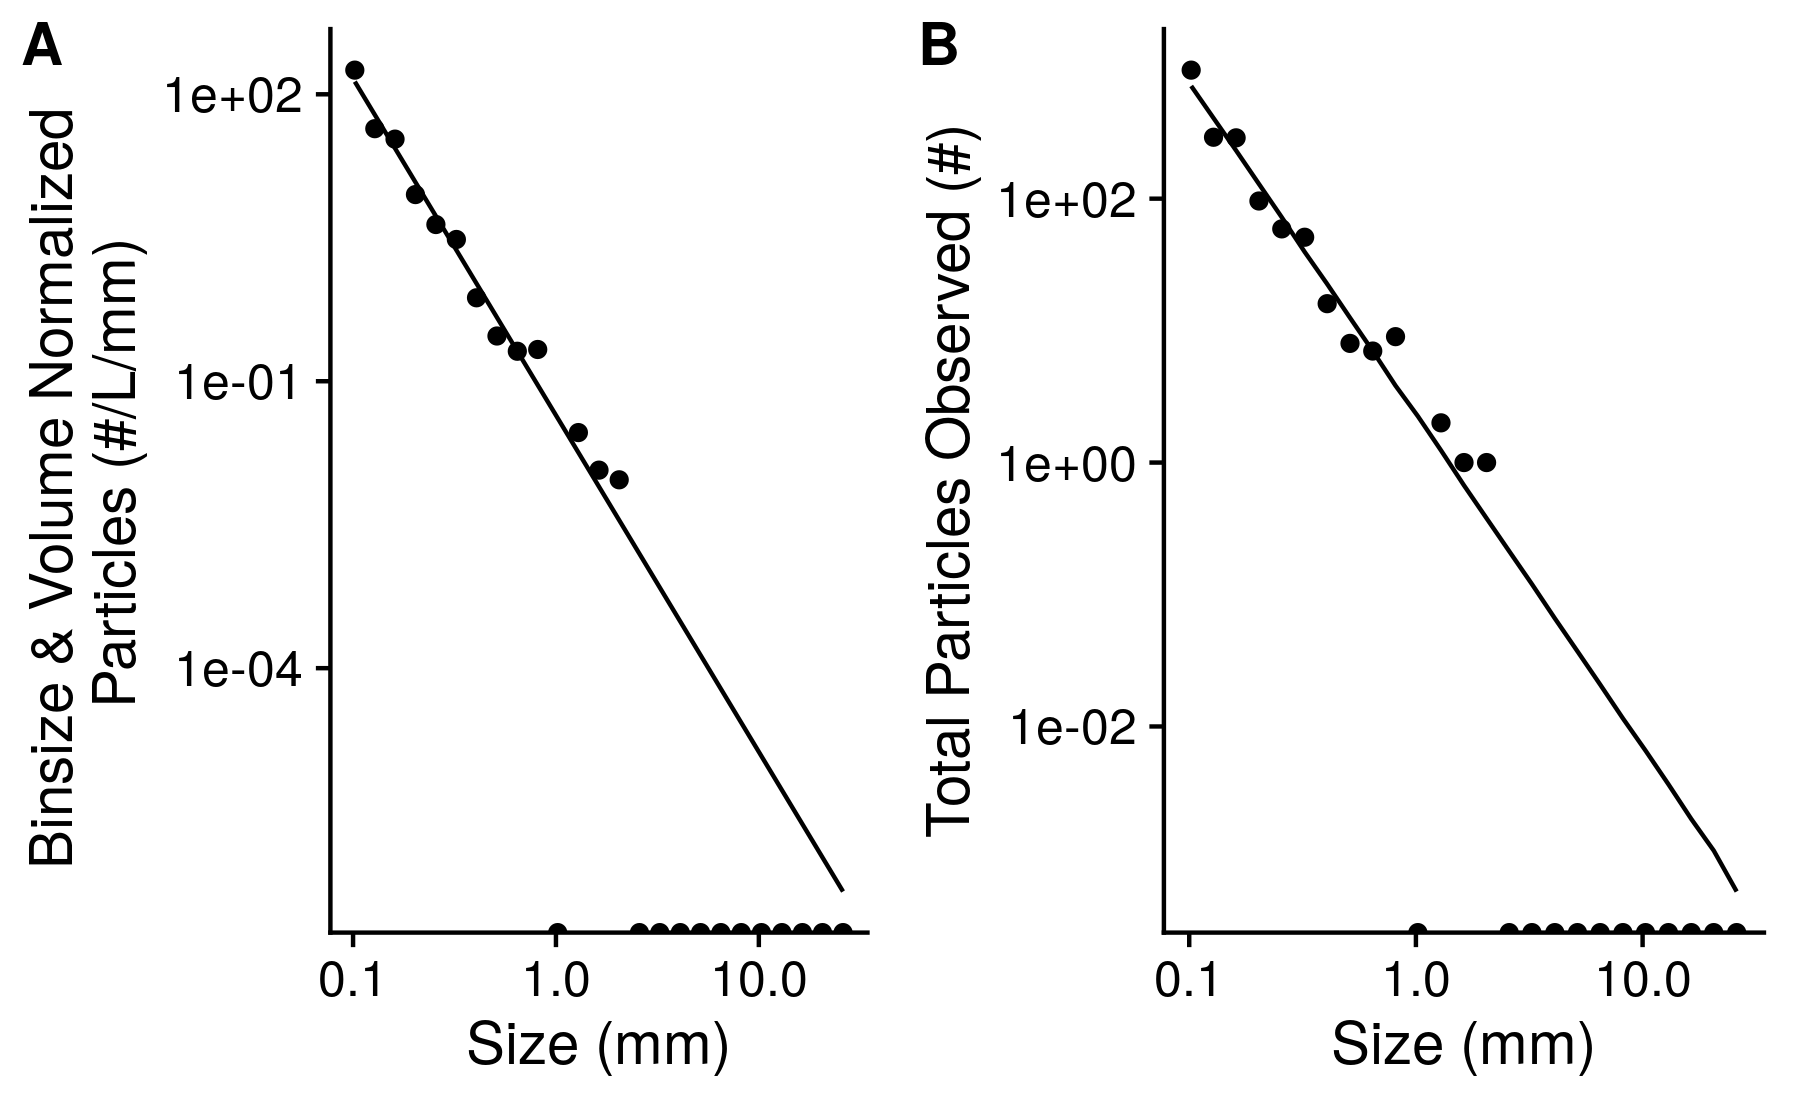 A
Binsize & Volume Normalized
Particles (#/L/mm)
1e+02
1e-01
1e-04
0.1
1.0
10.0
Size (mm)
B
Total Particles Observed (#)
1e+02
1e+00
1e-02
0.1
1.0
10.0
Size (mm)